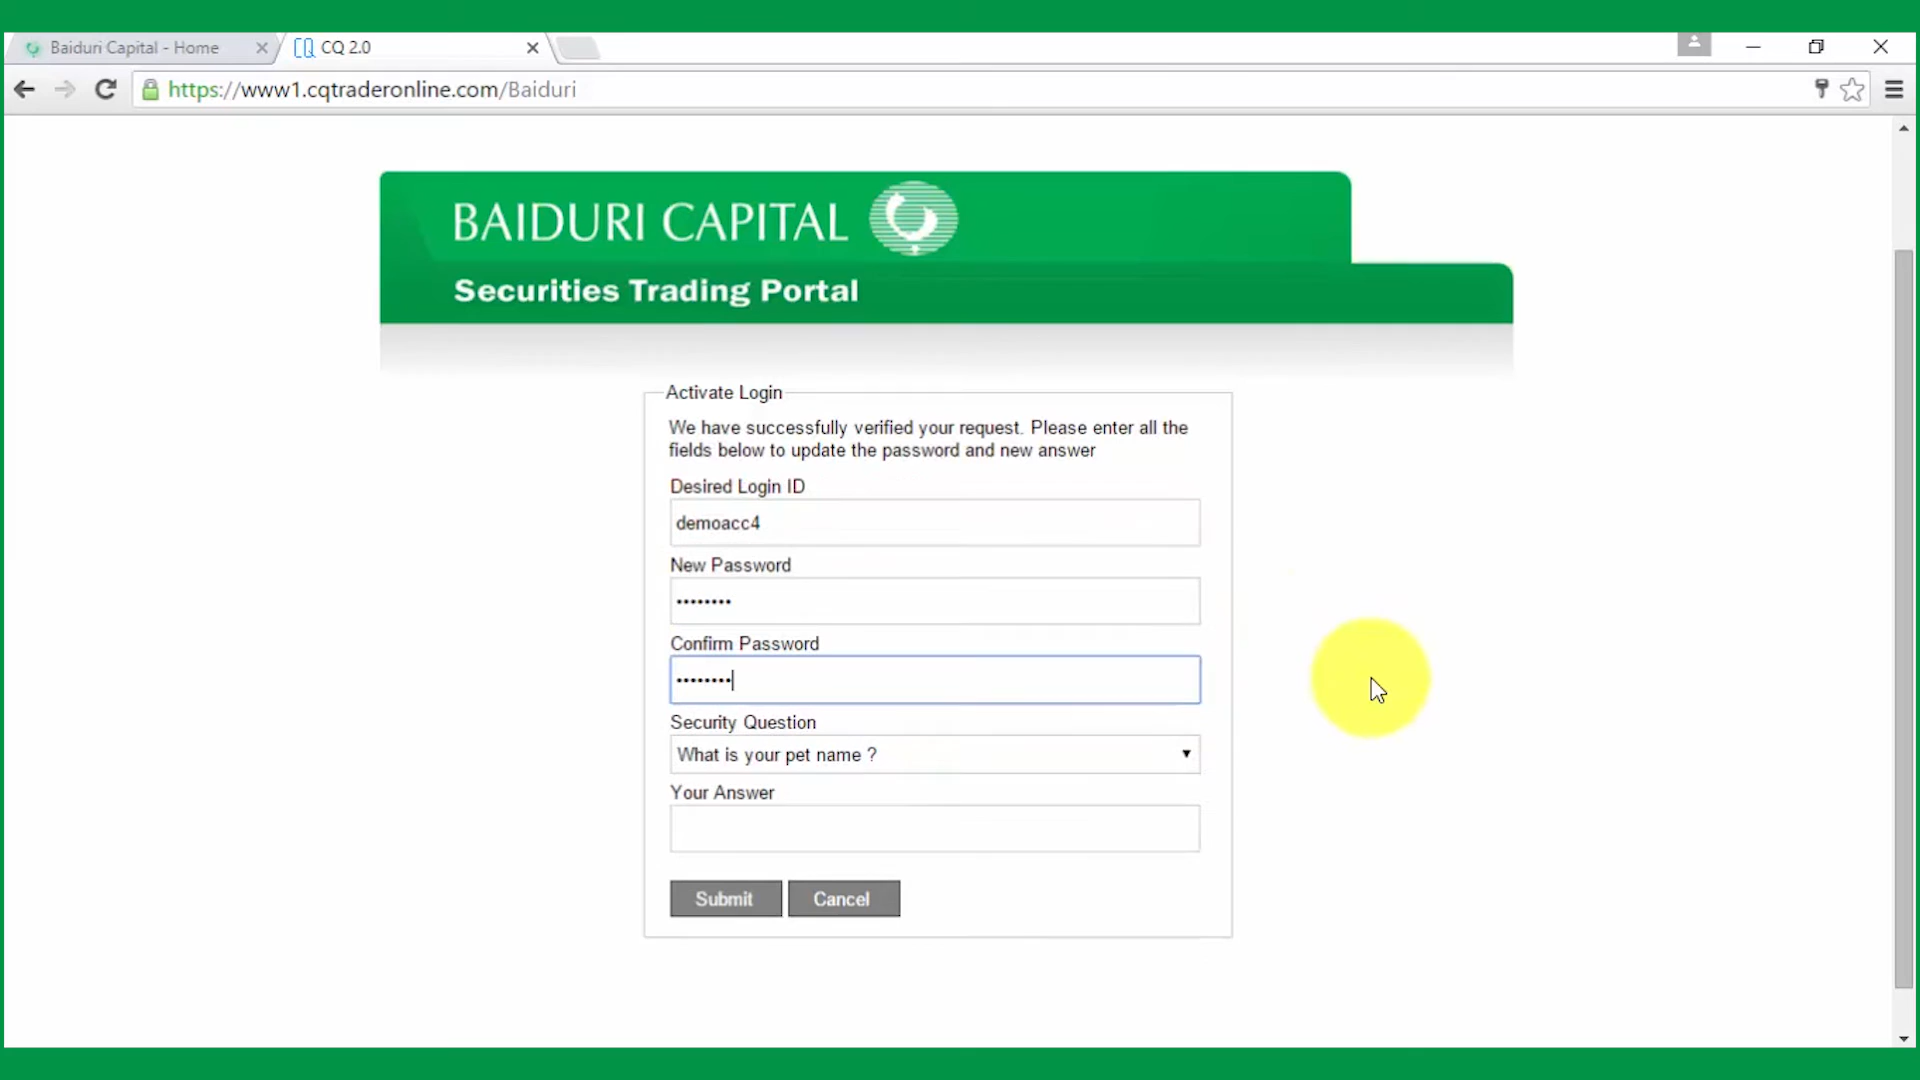 Baiduri Capital - Home
CQ 2.0
https://www1.cqtraderonline.com/Baiduri
BAIDURI CAPITAL
Securities Trading Portal
Activate Login
We have successfully verified your request. Please enter all the
fields below to update the password and new answer
Desired Login ID
demoacc4
New Password
••••••••
Confirm Password
••••••••
Security Question
What is your pet name ?
Your Answer
Submit
Cancel